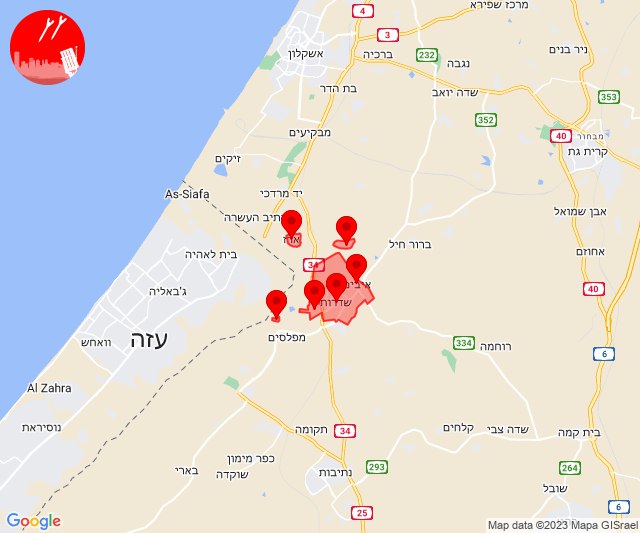 מרכז שפירא
4
3
אשקלון
ברכיה
232
נגבה
ניר בנים
בת הדר
שדה יואב
353
352
מבקיעים
40
מבחור
קרית גת
זיקים
As-Siafa
יד מרדכי
תיב העשרה
אבן שמואל
ארז
ברור חיל
אחוזם
בית לאהיה
34
איבים
ג'באליה
40
שדרות
עזה
מפלסים
וואחש
334
רוחמה
6
Al Zahra
נוסיראת
תקומה
34
קלחים
שדה צבי
בית קמה
כפר מימון
בארי
שוקדה
נתיבות
293
264
שובל
25
6
Google
Map data ©2023 Mapa GISrael